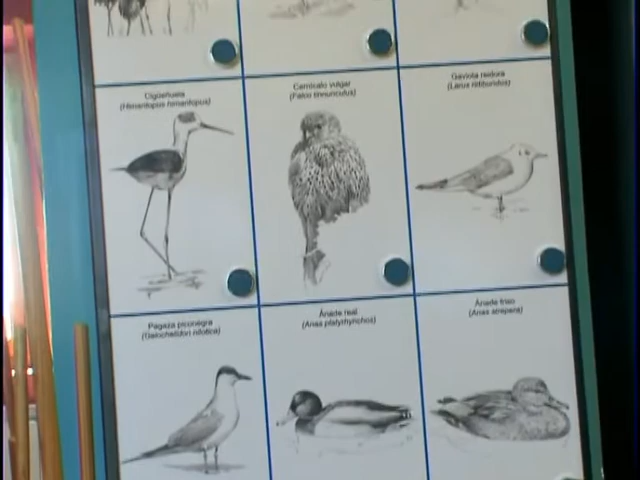 Cigüeñuela
(Himantopus himantopus)
Cernícalo vulgar
(Falco tinnunculus)
Gaviota reidora
(Larus ridibundus)
Pagaza piconegra
(Gelochelidon nilotica)
Ánade real
(Anas platyrhynchos)
Ánade friso
(Anas strepera)